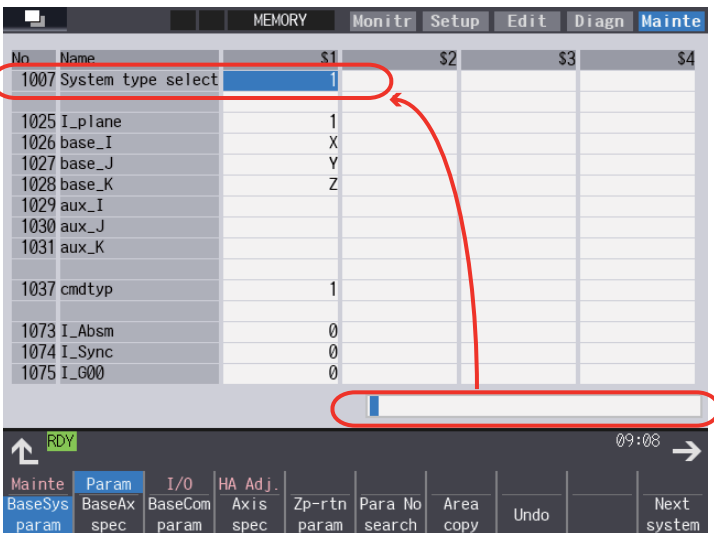 MEMORY Monitr Setup Edit Diagn Mainte
No Name $1 $2 $3 $4
1007 System type select 1
1025 I_plane 1
1026 base_I X
1027 base_J Y
1028 base_K Z
1029 aux_I
1030 aux_J
1031 aux_K
1037 cmdtyp 1
1073 I_Absm 0
1074 I_Sync 0
1075 I_G00 0
RDY 09:08
Mainte Param I/O HA Adj.
BaseSys BaseAx BaseCom Axis Zp-rtn Para No Area Undo Next
param spec param spec param search copy system